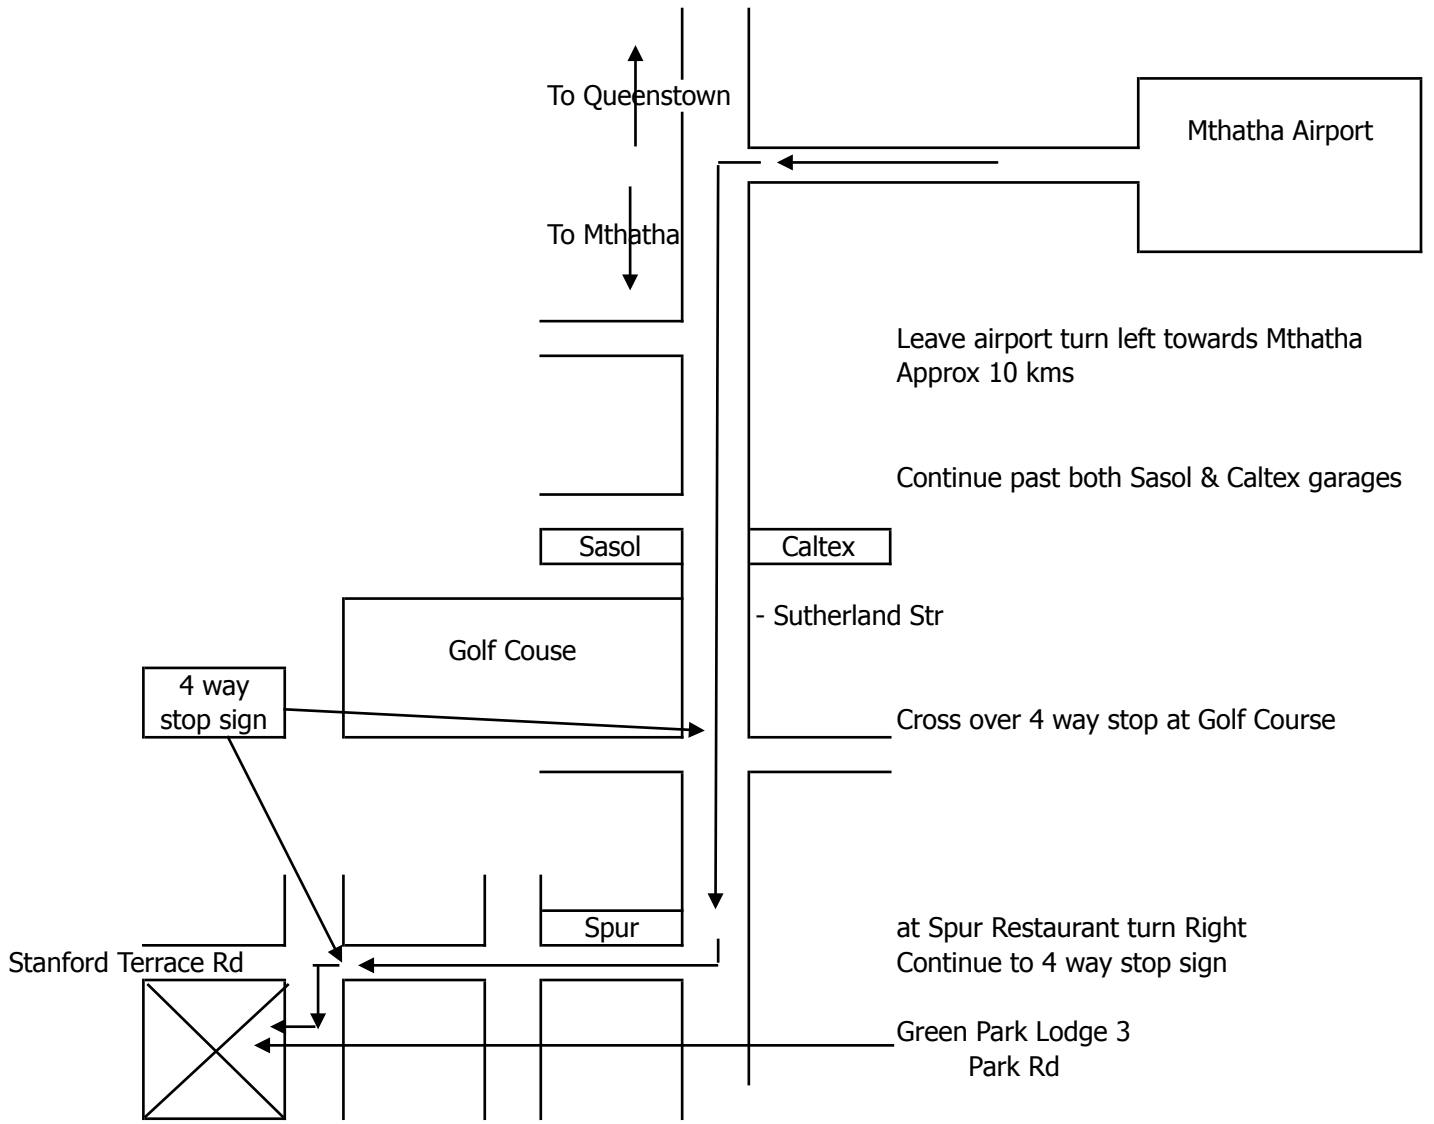 To Queenstown
Mthatha Airport
To Mthatha
Leave airport turn left towards Mthatha
Approx 10 kms
Continue past both Sasol & Caltex garages
Sasol
Caltex
- Sutherland Str
Golf Couse
4 way
stop sign
Cross over 4 way stop at Golf Course
Spur
at Spur Restaurant turn Right
Stanford Terrace Rd
Continue to 4 way stop sign
Green Park Lodge 3
Park Rd